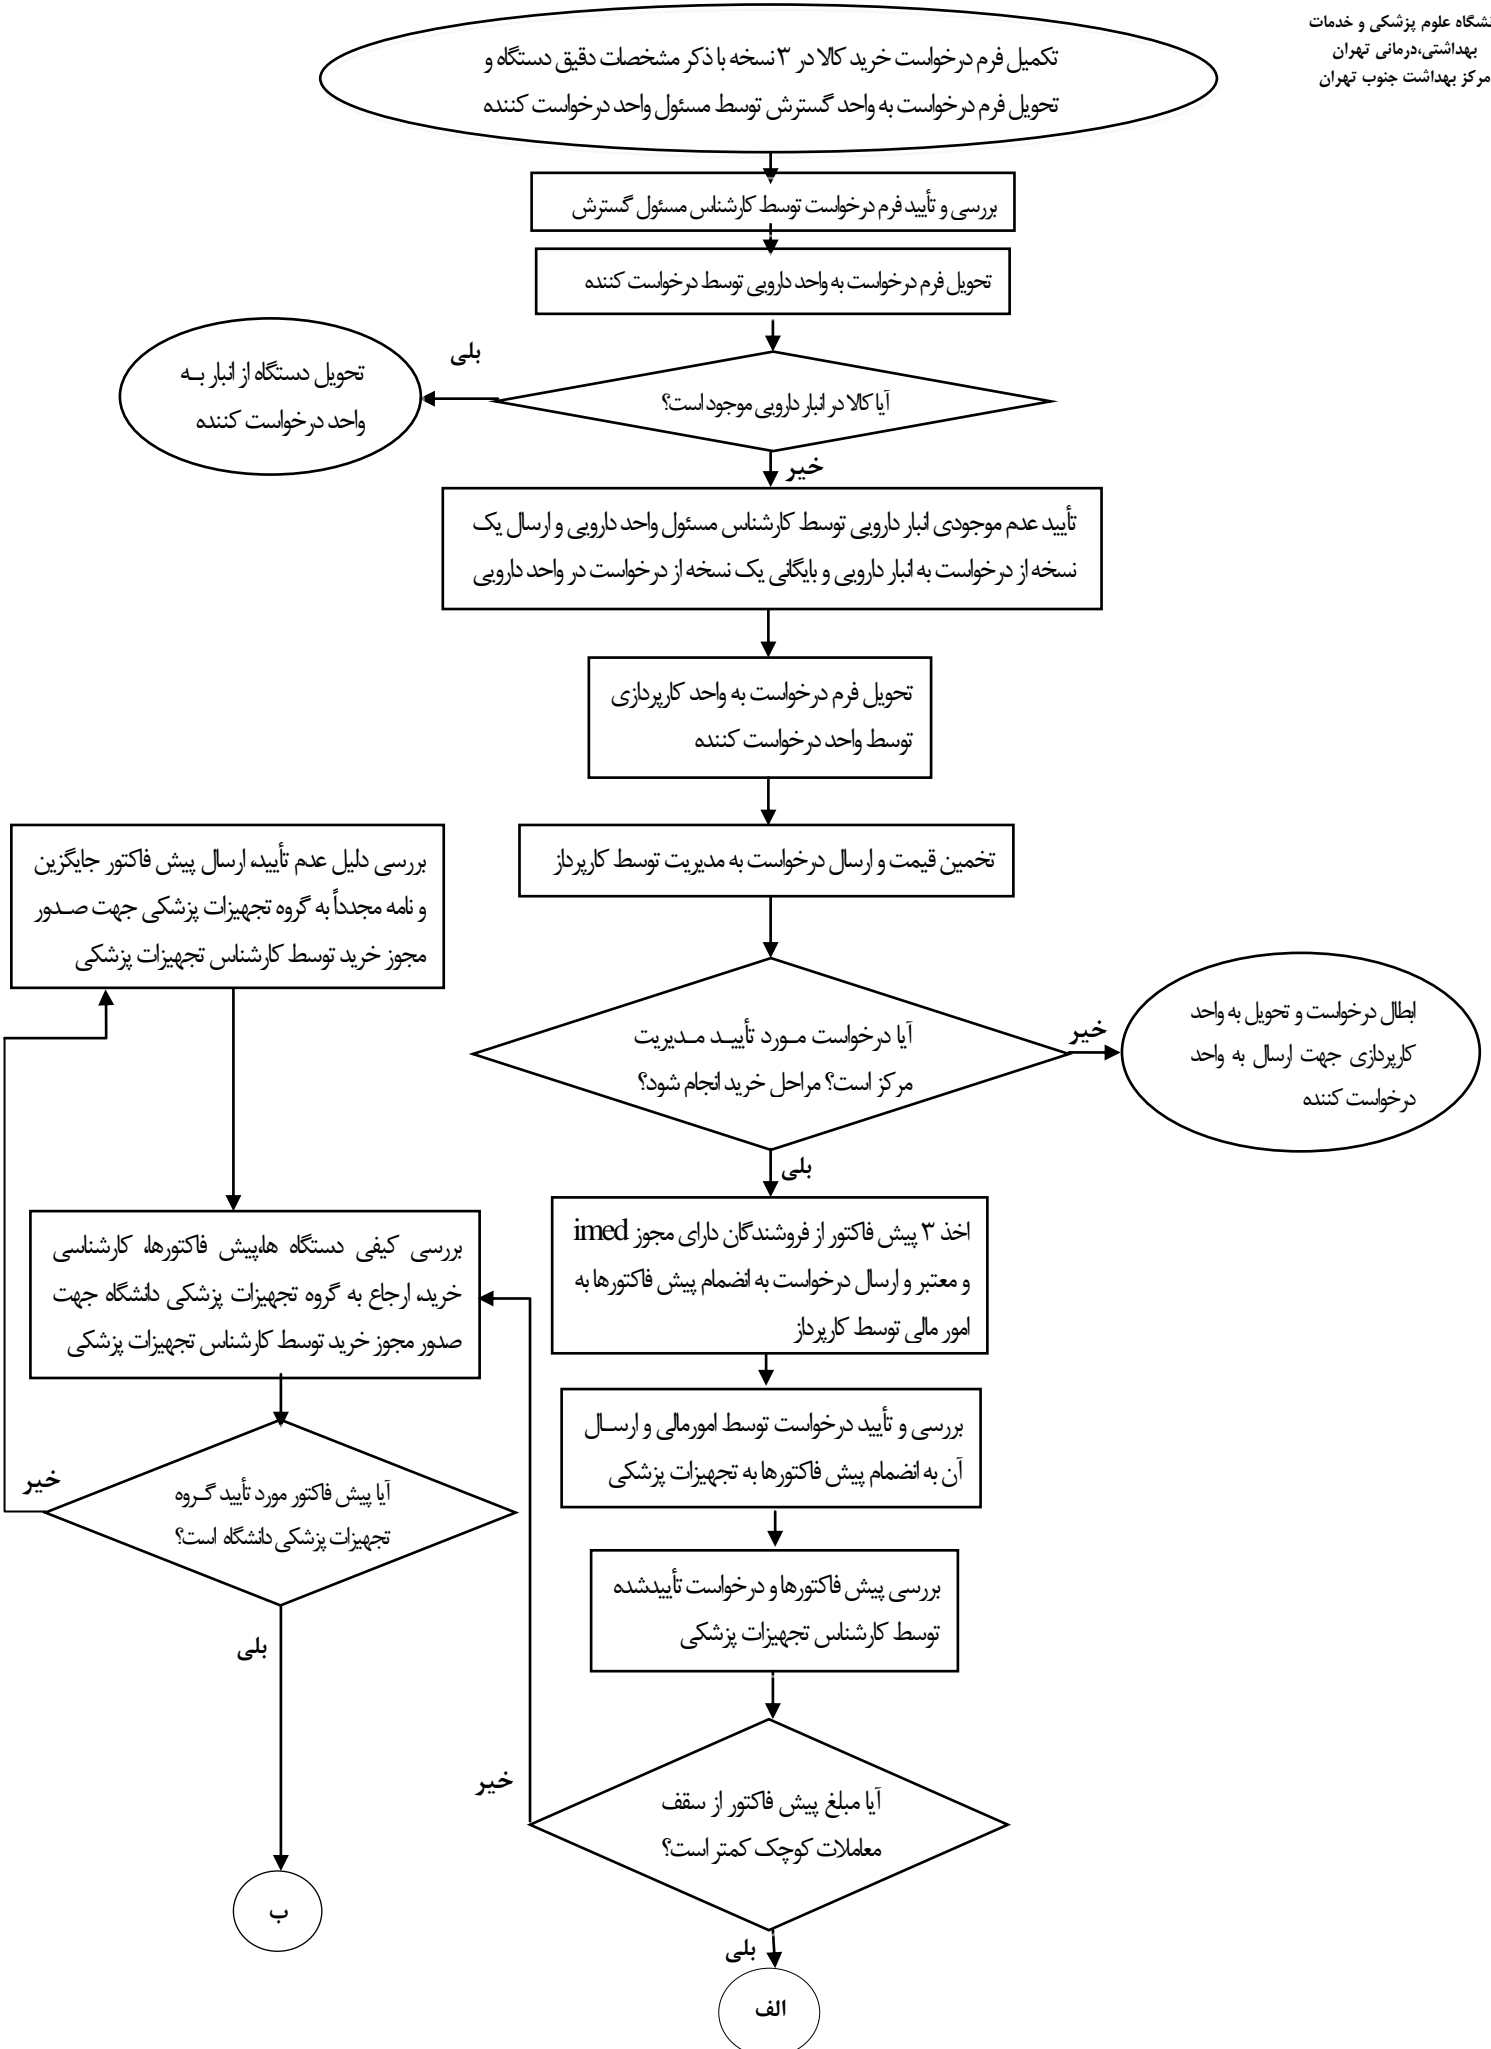 نشگاه علوم پزشکی و خدمات
بهداشتی،درمانی تهران
مرکز بهداشت جنوب تهران
تکمیل فرم درخواست خرید کالا در ۳ نسخه با ذکر مشخصات دقیق دستگاه و
تحویل فرم درخواست به واحد گسترش توسط مسئول واحد درخواست کننده
بررسی و تأیید فرم درخواست توسط کارشناس مسئول گسترش
تحویل فرم درخواست به واحد دارویی توسط درخواست کننده
آیا کالا در انبار دارویی موجود است؟
بلی
تحویل دستگاه از انبار بـه
واحد درخواست کننده
خیر
تأیید عدم موجودی انبار دارویی توسط کارشناس مسئول واحد دارویی و ارسال یک
نسخه از درخواست به انبار دارویی و بایگانی یک نسخه از درخواست در واحد دارویی
تحویل فرم درخواست به واحد کارپردازی
توسط واحد درخواست کننده
تخمین قیمت و ارسال درخواست به مدیریت توسط کارپرداز
آیا درخواست مـورد تأییـد مـدیریت
مرکز است؟ مراحل خرید انجام شود؟
خیر
ابطال درخواست و تحویل به واحد
کارپردازی جهت ارسال به واحد
درخواست کننده
بلی
اخذ ۳ پیش فاکتور از فروشندگان دارای مجوز imed
و معتبر و ارسال درخواست به انضمام پیش فاکتورها به
امور مالی توسط کارپرداز
بررسی و تأیید درخواست توسط امورمالی و ارسـال
آن به انضمام پیش فاکتورها به تجهیزات پزشکی
بررسی پیش فاکتورها و درخواست تأییدشده
توسط کارشناس تجهیزات پزشکی
آیا مبلغ پیش فاکتور از سقف
معاملات کوچک کمتر است؟
خیر
بلی
الف
بررسی دلیل عدم تأیید، ارسال پیش فاکتور جایگزین
و نامه مجدداً به گروه تجهیزات پزشکی جهت صـدور
مجوز خرید توسط کارشناس تجهیزات پزشکی
بررسی کیفی دستگاه ها،پیش فاکتورها، کارشناسی
خرید، ارجاع به گروه تجهیزات پزشکی دانشگاه جهت
صدور مجوز خرید توسط کارشناس تجهیزات پزشکی
آیا پیش فاکتور مورد تأیید گـروه
تجهیزات پزشکی دانشگاه است؟
خیر
بلی
ب